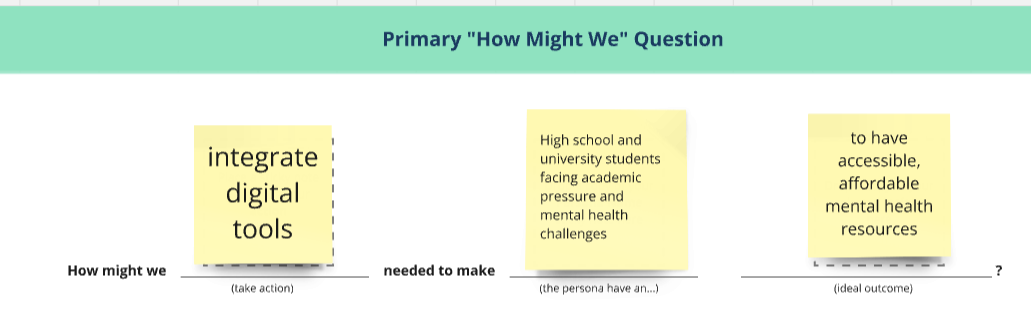 Primary "How Might We" Question
integrate
digital
tools
High school and
university students
facing academic
pressure and
mental health
challenges
to have
accessible,
affordable
mental health
resources
How might we
needed to make
?
(take action)
(the persona have an...)
(ideal outcome)